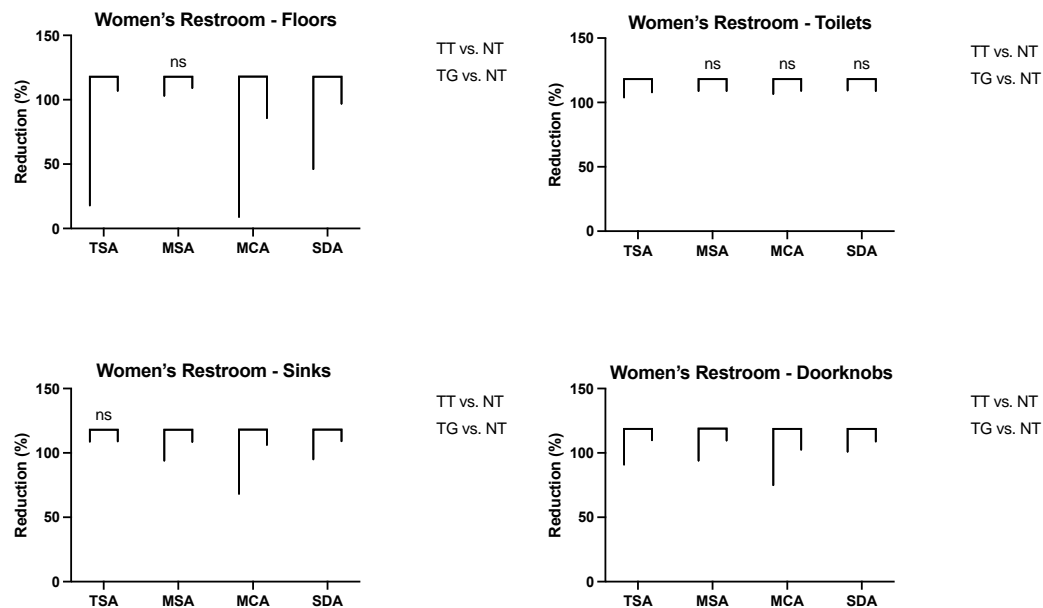 Women’s Restroom - Floors
150
100
50
0
Reduction (%)
ns
TSA MSA MCA SDA
TT vs. NT
TG vs. NT
Women’s Restroom - Toilets
150
100
50
0
Reduction (%)
ns ns ns
TSA MSA MCA SDA
TT vs. NT
TG vs. NT
Women’s Restroom - Sinks
150
100
50
0
Reduction (%)
ns
TSA MSA MCA SDA
TT vs. NT
TG vs. NT
Women’s Restroom - Doorknobs
150
100
50
0
Reduction (%)
TSA MSA MCA SDA
TT vs. NT
TG vs. NT